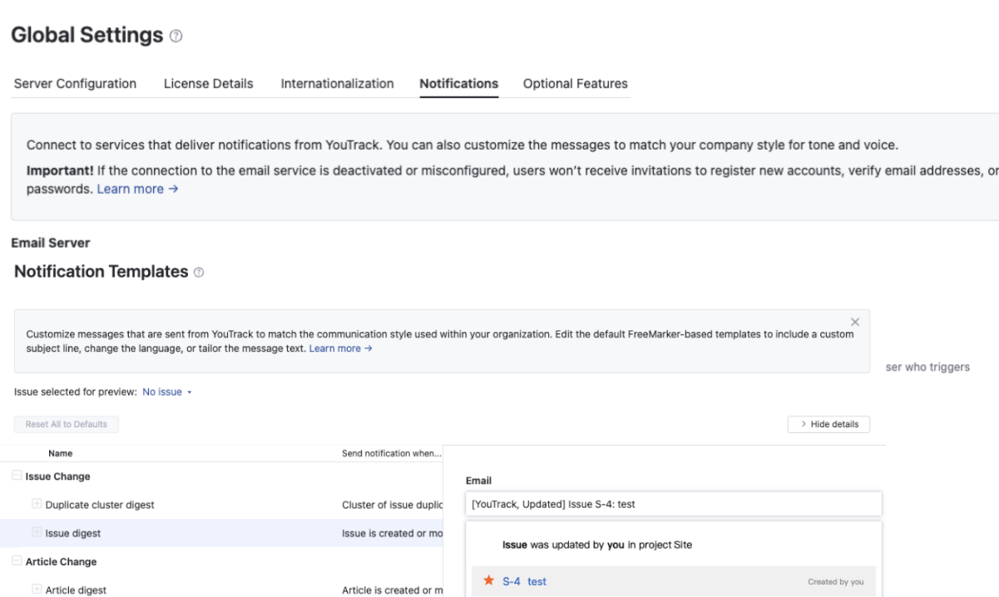 Global Settings
Server Configuration License Details Internationalization Notifications Optional Features
Connect to services that deliver notifications from YouTrack. You can also customize the messages to match your company style for tone and voice.
Important! If the connection to the email service is deactivated or misconfigured, users won’t receive invitations to register new accounts, verify email addresses, or
passwords. Learn more →
Email Server
Notification Templates
Customize messages that are sent from YouTrack to match the communication style used within your organization. Edit the default FreeMarker-based templates to include a custom
subject line, change the language, or tailor the message text. Learn more →
ser who triggers
Issue selected for preview: No issue
Reset All to Defaults Hide details
Name Send notification when...
Issue Change
Email
Duplicate cluster digest Cluster of issue duplic
[YouTrack, Updated] Issue S-4: test
Issue digest Issue is created or mo
Issue was updated by you in project Site
Article Change
S-4 test Created by you
Article digest Article is created or m